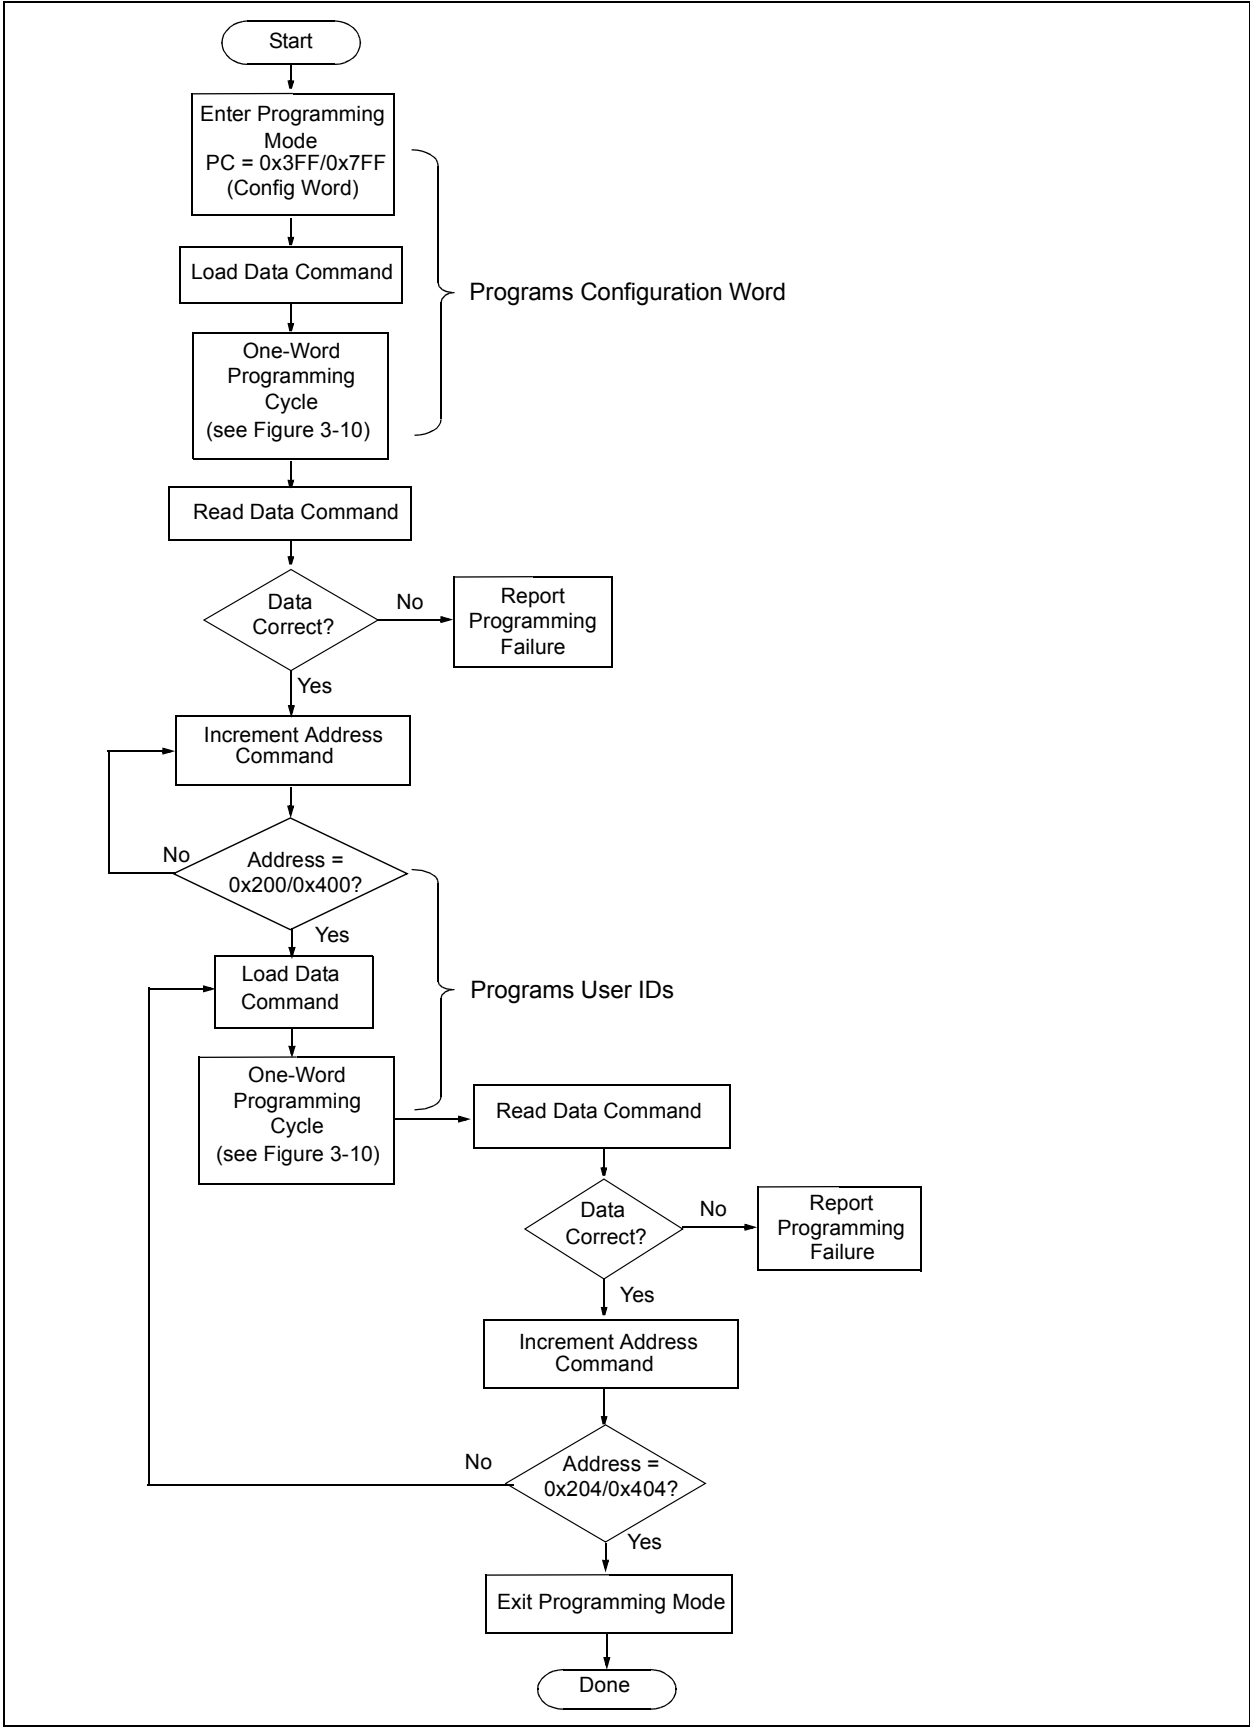 Start
Enter Programming
Mode
PC = 0x3FF/0x7FF
(Config Word)
Load Data Command
Programs Configuration Word
One-Word
Programming
Cycle
(see Figure 3-10)
Read Data Command
Data
Correct?
No
Report
Programming
Failure
Yes
Increment Address
Command
No
Address =
0x200/0x400?
Yes
Load Data
Command
Programs User IDs
One-Word
Programming
Cycle
(see Figure 3-10)
Read Data Command
Data
Correct?
No
Report
Programming
Failure
Yes
Increment Address
Command
No
Address =
0x204/0x404?
Yes
Exit Programming Mode
Done